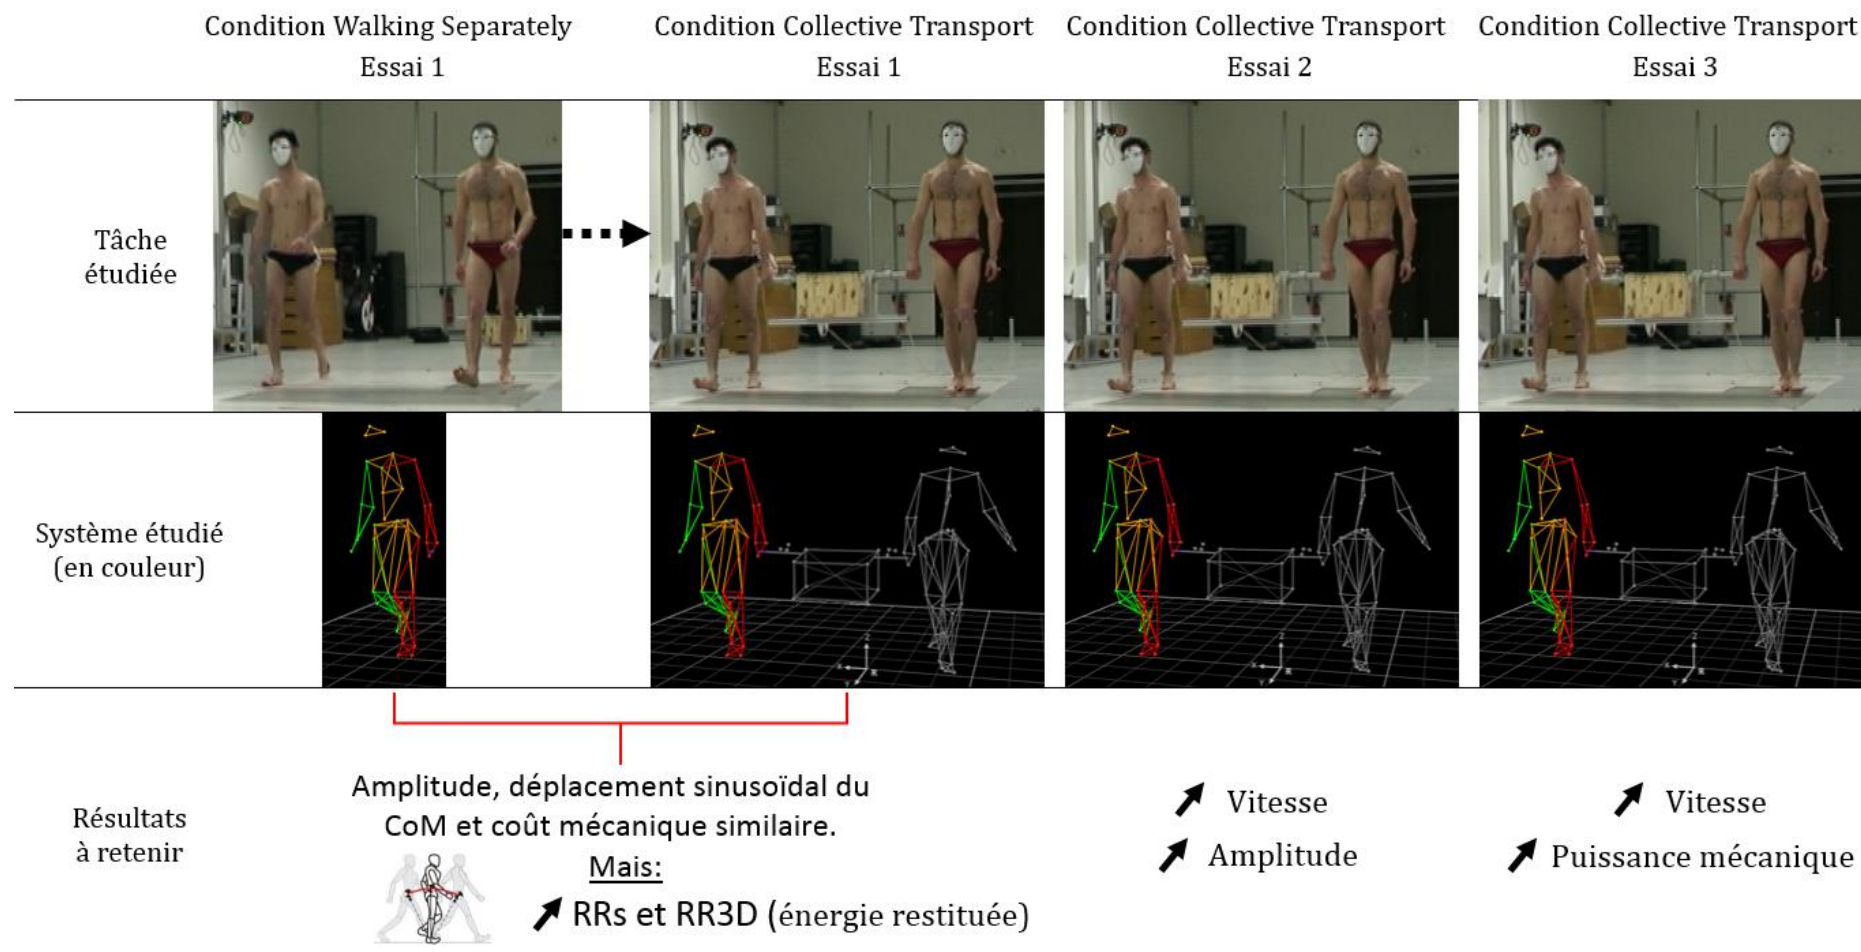 Condition Walking Separately
Essai 1
Condition Collective Transport
Essai 1
Condition Collective Transport
Essai 2
Condition Collective Transport
Essai 3
Tâche
étudiée
Système étudié
(en couleur)
Résultats
à retenir
Amplitude, déplacement sinusoïdal du
CoM et coût mécanique similaire.
Mais:
RRs et RR3D (énergie restituée)
Vitesse
Amplitude
Vitesse
Puissance mécanique